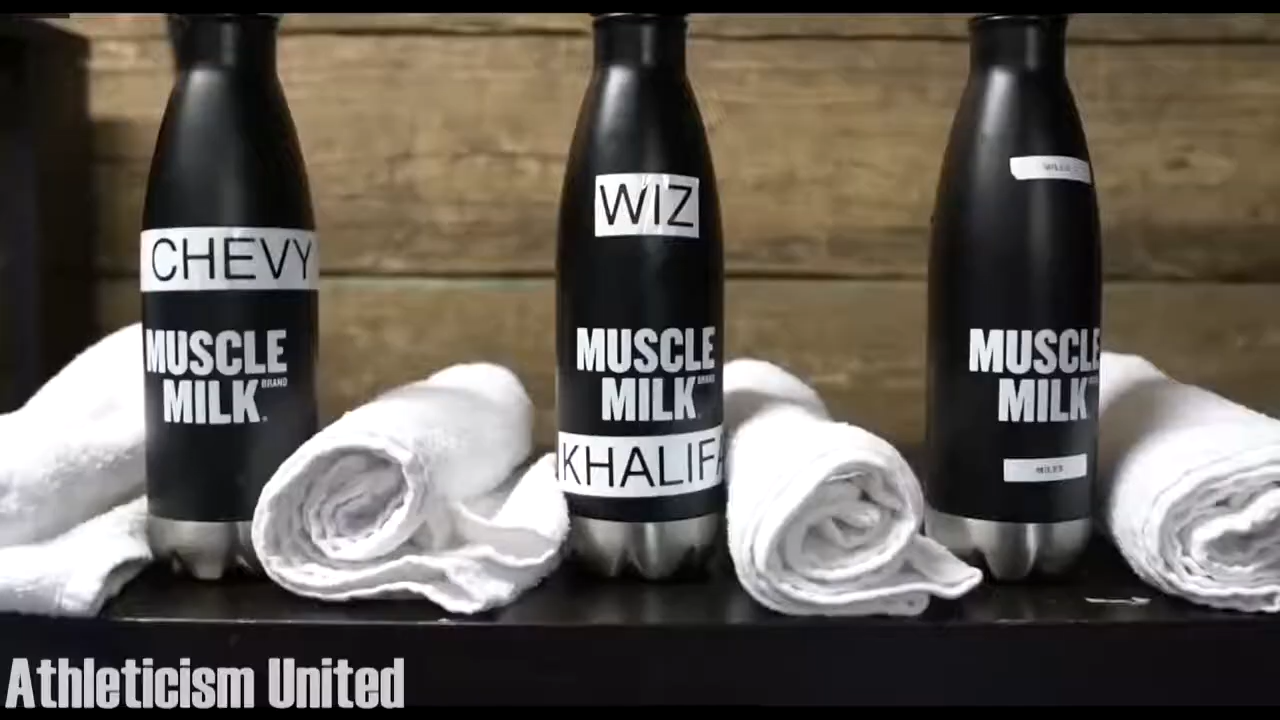 CHEVY
MUSCLE
MILK BRAND
WIZ
MUSCLE
MILK BRAND
KHALIFA
MUSCLE
MILK
MILES
Athleticism United